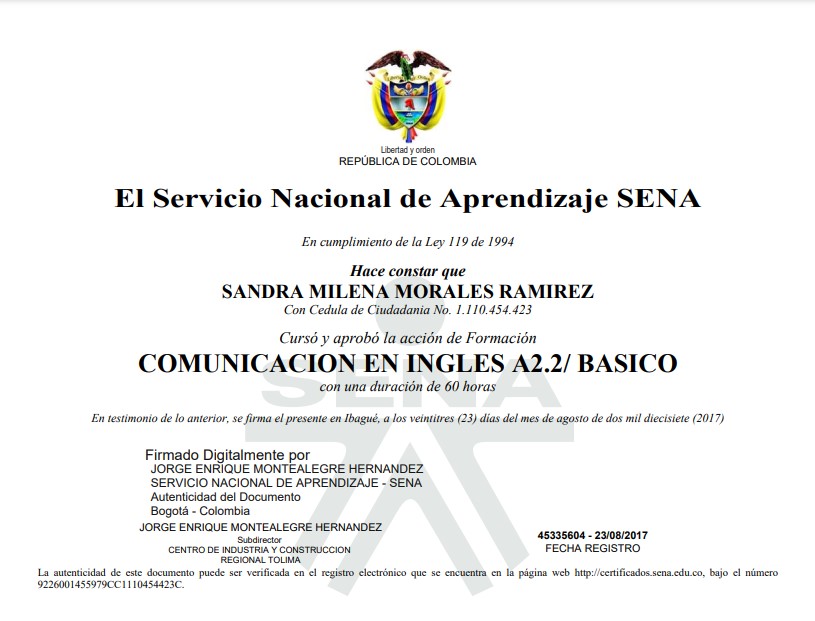 Libertad y orden
REPÚBLICA DE COLOMBIA
El Servicio Nacional de Aprendizaje SENA
En cumplimiento de la Ley 119 de 1994
Hace constar que
SANDRA MILENA MORALES RAMIREZ
Con Cedula de Ciudadania No. 1.110.454.423
Cursó y aprobó la acción de Formación
COMUNICACION EN INGLES A2.2/ BASICO
SENA
con una duración de 60 horas
En testimonio de lo anterior, se firma el presente en Ibagué, a los veintitres (23) días del mes de agosto de dos mil diecisiete (2017)
Firmado Digitalmente por
JORGE ENRIQUE MONTEALEGRE HERNANDEZ
SERVICIO NACIONAL DE APRENDIZAJE - SENA
Autenticidad del Documento
Bogotá - Colombia
JORGE ENRIQUE MONTEALEGRE HERNANDEZ
Subdirector
CENTRO DE INDUSTRIA Y CONSTRUCCION
REGIONAL TOLIMA
45335604 - 23/08/2017
FECHA REGISTRO
La autenticidad de este documento puede ser verificada en el registro electrónico que se encuentra en la página web http://certificados.sena.edu.co, bajo el número
9226001455979CC1110454423C.